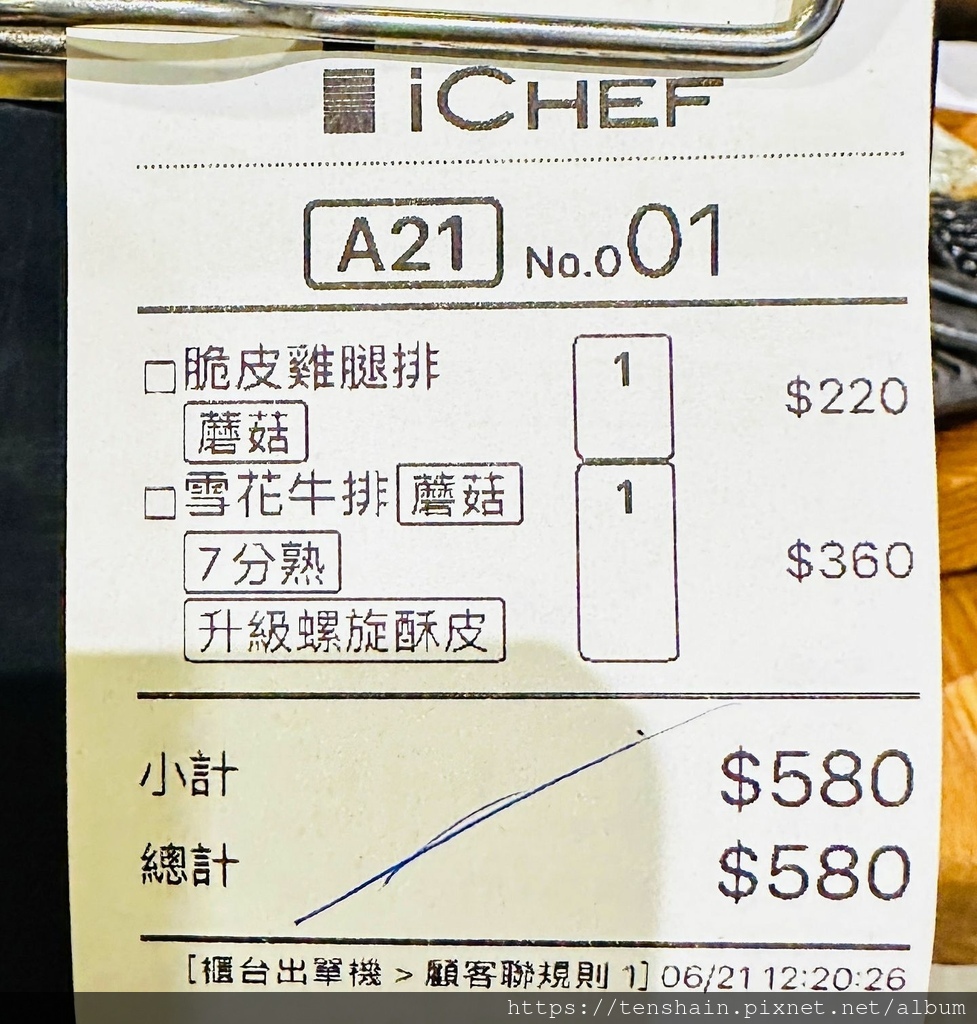 iCHEF
A21 No.001
□脆皮雞腿排 1 $220
蘑菇
□雪花牛排 蘑菇 1
7分熟 $360
升級螺旋酥皮
小計 $580
總計 $580
[櫃台出單機 > 顧客聯規則 1] 06/21 12:20:26
https://tenshain.pixnet.net/album